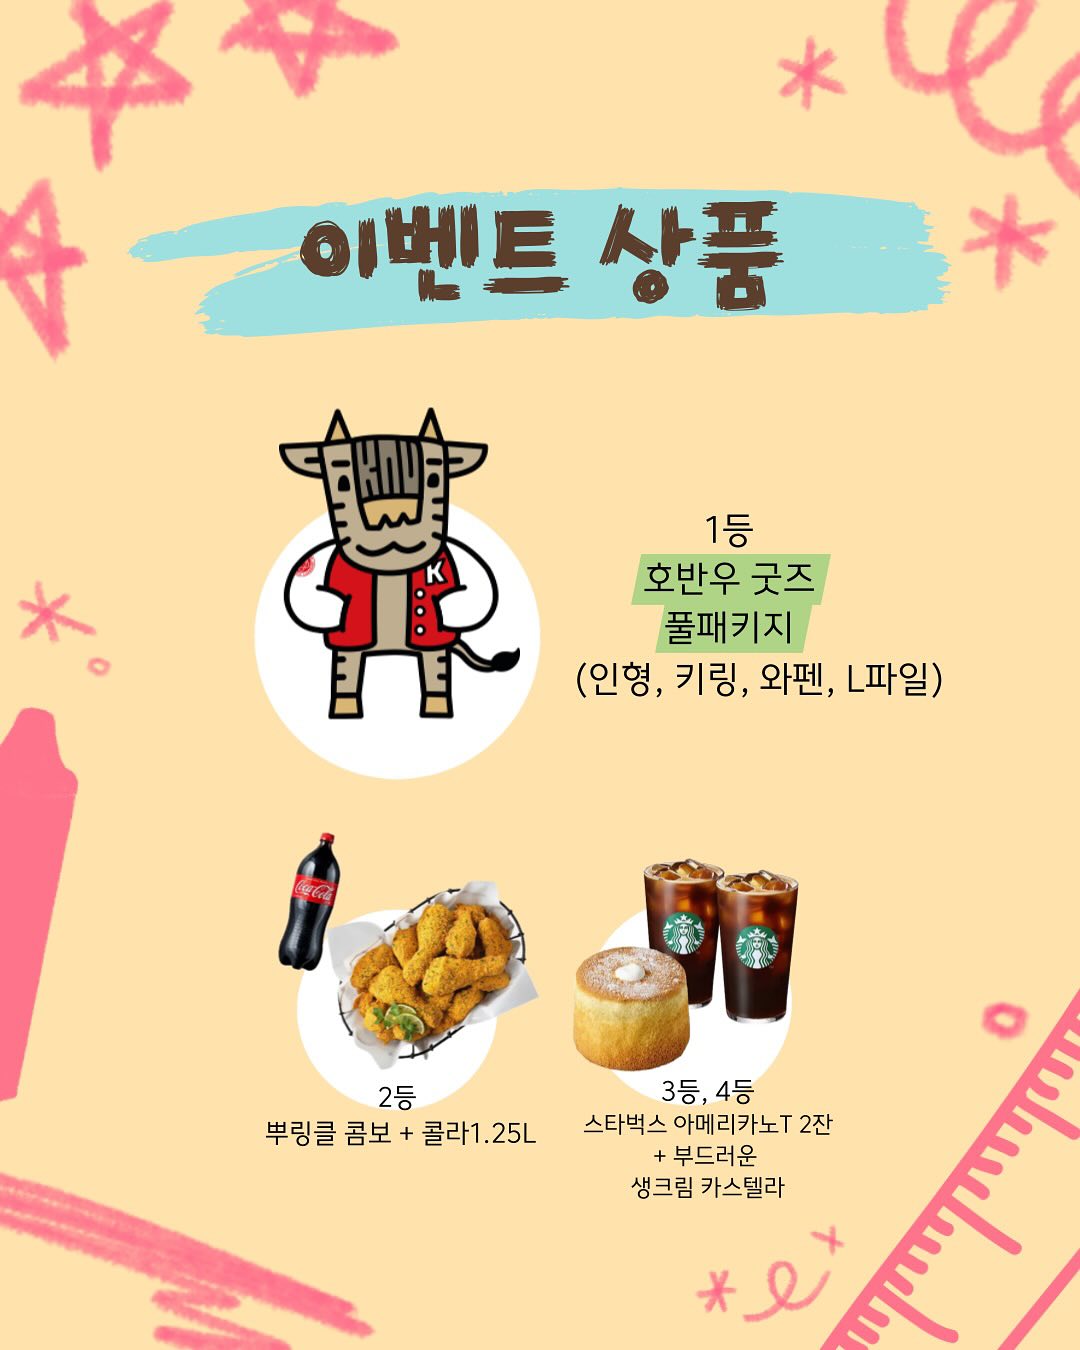 이벤트 상품
KNU
K
1등
호반우 굿즈
풀패키지
(인형, 키링, 와펜, L파일)
Coca-Cola
2등
뿌링클 콤보 + 콜라1.25L
3등, 4등
스타벅스 아메리카노T 2잔
+ 부드러운
생크림 카스텔라